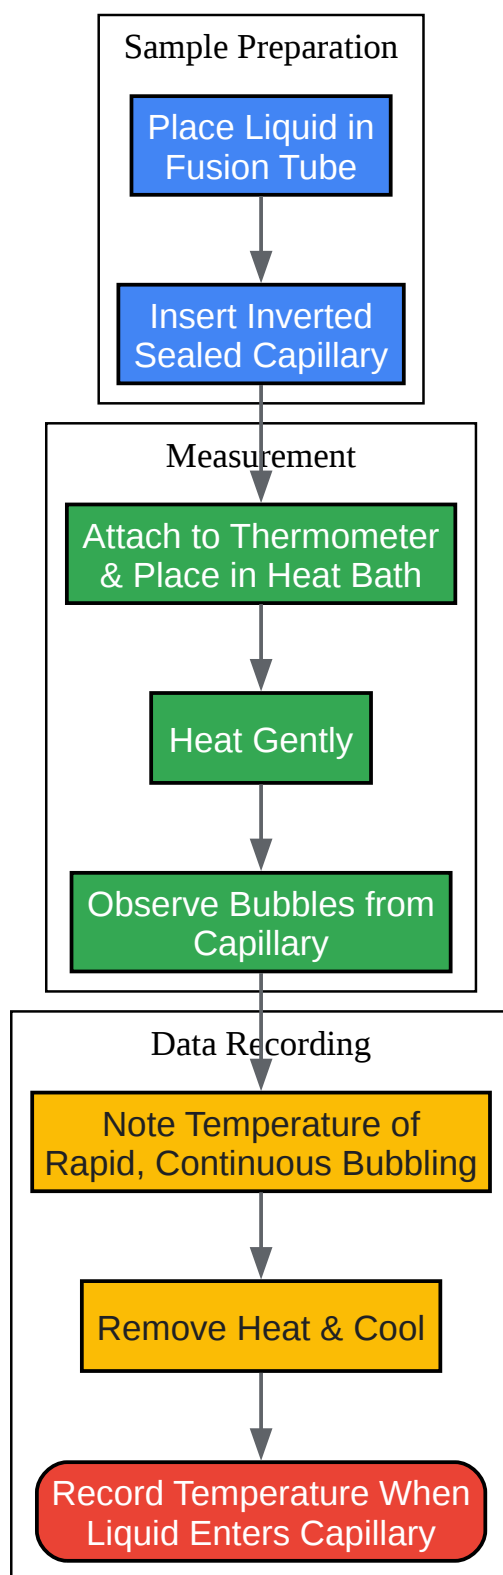 Sample Preparation
Place Liquid in
Fusion Tube
Insert Inverted
Sealed Capillary
Measurement
Attach to Thermometer
& Place in Heat Bath
Heat Gently
Observe Bubbles from
Capillary
Data Recording
Note Temperature of
Rapid, Continuous Bubbling
Remove Heat & Cool
Record Temperature When
Liquid Enters Capillary